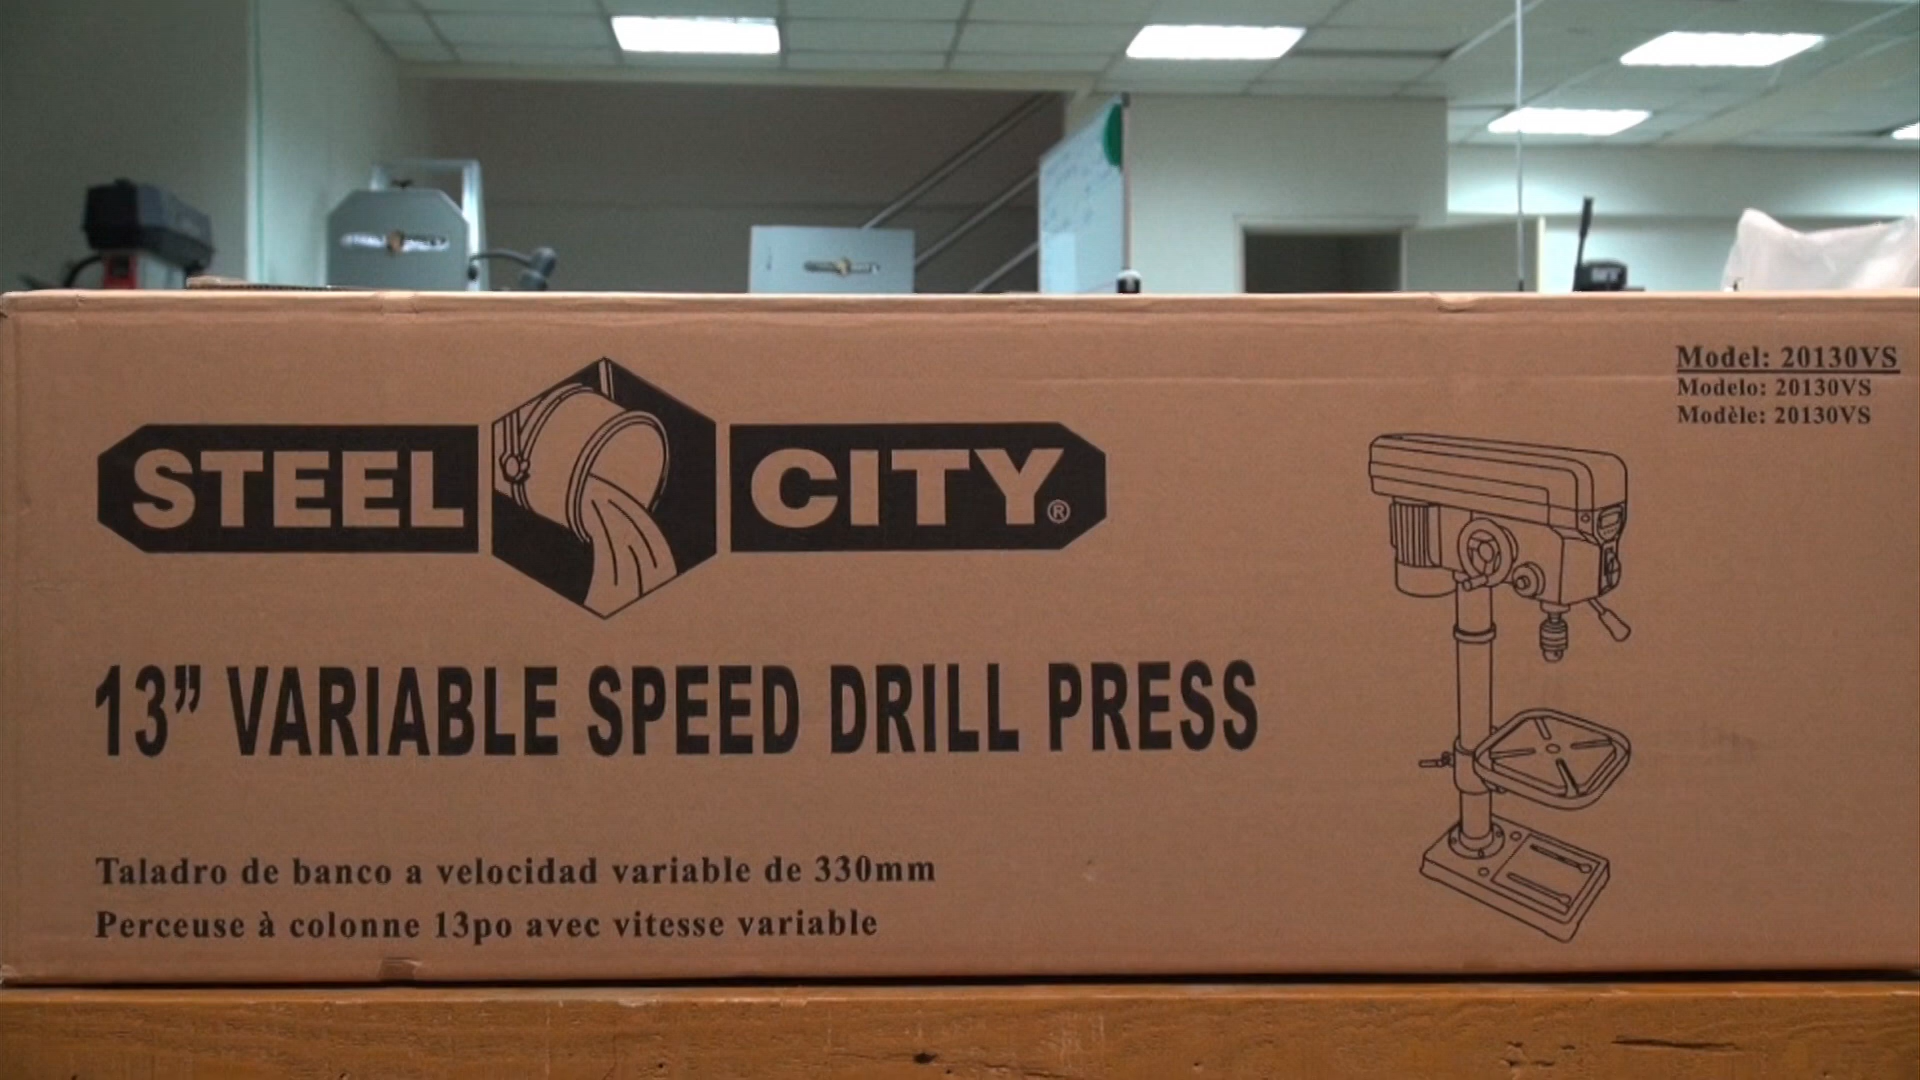 Model: 20130VS
Modelo: 20130VS
Modèle: 20130VS
STEEL CITY®
13” VARIABLE SPEED DRILL PRESS
Taladro de banco a velocidad variable de 330mm
Perceuse à colonne 13po avec vitesse variable